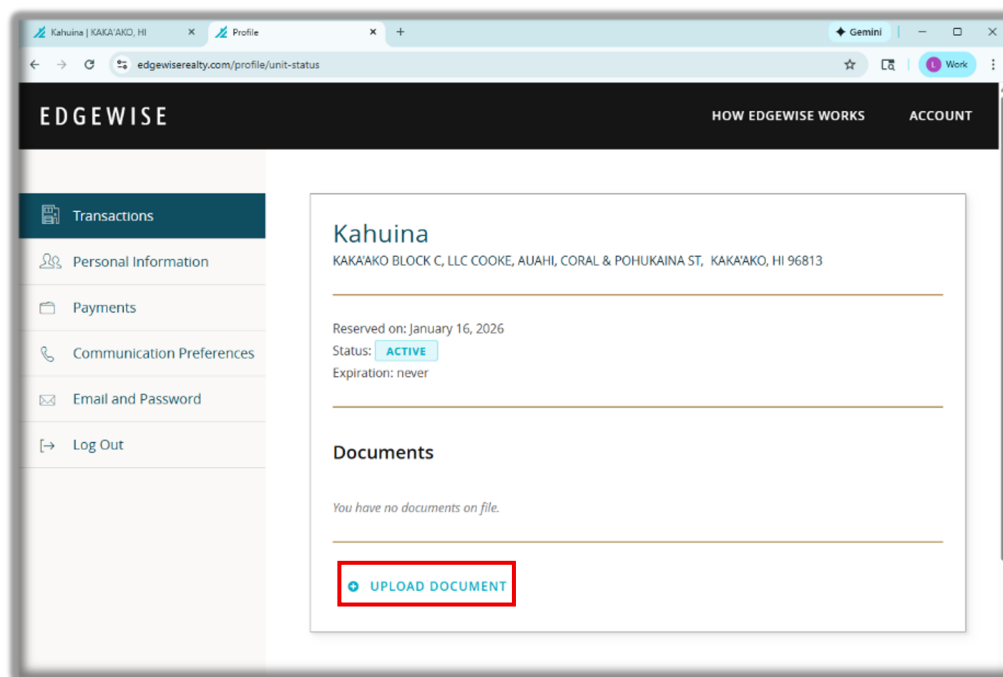 Kahuina | KAKA'AKO, HI
Profile
Gemini
edgewiserealty.com/profile/unit-status
L
Work
EDGEWISE
HOW EDGEWISE WORKS
ACCOUNT
Transactions
Personal Information
Payments
Communication Preferences
Email and Password
Log Out
Kahuina
KAKA'AKO BLOCK C, LLC COOKE, AUAHI, CORAL & POHUKAINA ST, KAKA'AKO, HI 96813
Reserved on: January 16, 2026
Status: ACTIVE
Expiration: never
Documents
You have no documents on file.
UPLOAD DOCUMENT